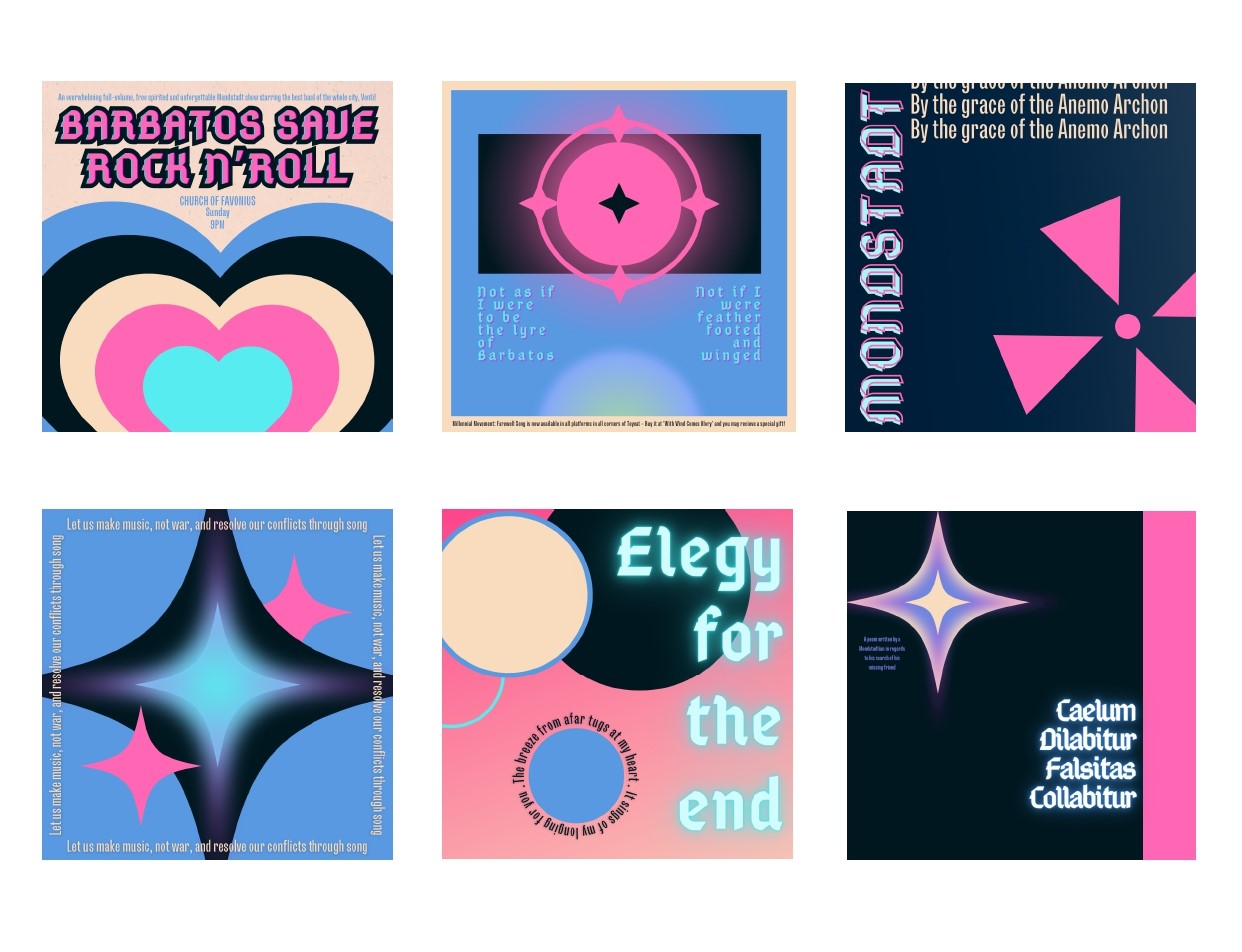 An overwhelming full-volume, free spirited and unforgettable Mondstadt show starring the best bard of the whole city, Venti!
BARBATOS SAVE
ROCK N'ROLL
CHURCH OF FAVONIUS
Sunday
9PM
Not as if
I were
to be
the lyre
of
Barbatos
Not if I
were
feather
footed
and
winged
Millennial Movement: Farewell Song is now available in all platforms in all corners of Teyvat - Buy it at "With Wind Comes Glory" and you may recieve a special gift!
MONDSTADT
By the grace of the Anemo Archon
By the grace of the Anemo Archon
By the grace of the Anemo Archon
Let us make music, not war, and resolve our conflicts through song
Let us make music, not war, and resolve our conflicts through song
Let us make music, not war, and resolve our conflicts through song
Let us make music, not war, and resolve our conflicts through song
Elegy
for
the
end
The breeze from afar tugs at my heart · It sings of my longing for you ·
A poem written by a
Mondstadtian in regards
to his search of his
missing friend
Caelum
Dilabitur
Falsitas
Collabitur